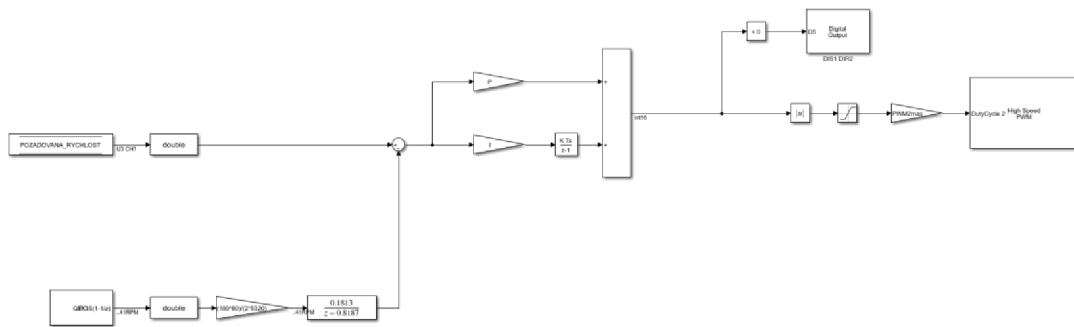 < 0
D5
Digital
Output
DIS1 DIR2
P
int16
|u|
PWM2max
DutyCycle 2
High Speed
PWM
POZADOVANA_RYCHLOST
U3 CH1
double
I
K Ts
z-1
double
0.1813
z − 0.8187